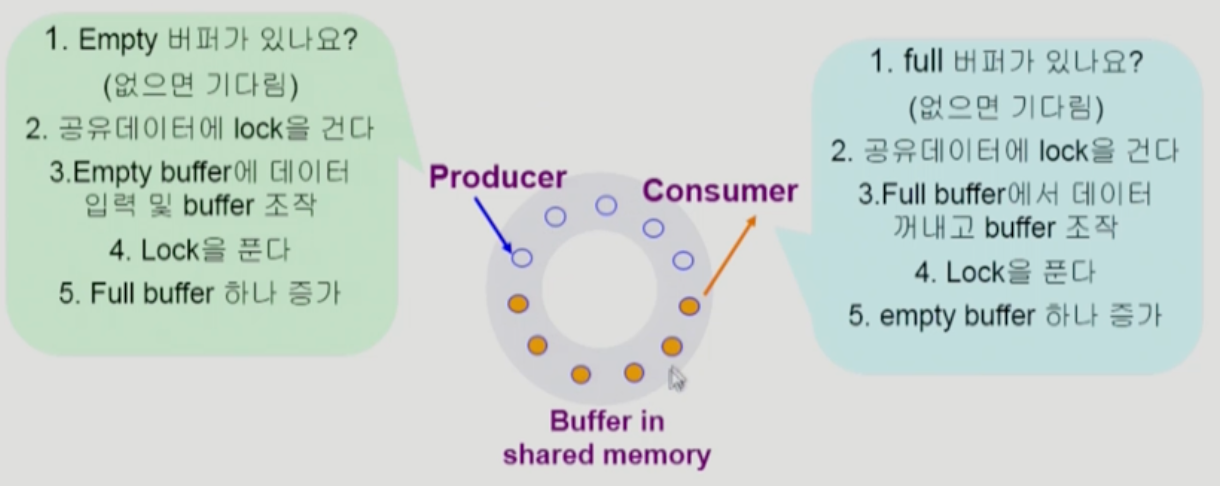 1. Empty 버퍼가 있나요?
(없으면 기다림)
2. 공유데이터에 lock을 건다
3.Empty buffer에 데이터
입력 및 buffer 조작
4. Lock을 푼다
5. Full buffer 하나 증가
Producer
Consumer
Buffer in
shared memory
1. full 버퍼가 있나요?
(없으면 기다림)
2. 공유데이터에 lock을 건다
3.Full buffer에서 데이터
꺼내고 buffer 조작
4. Lock을 푼다
5. empty buffer 하나 증가